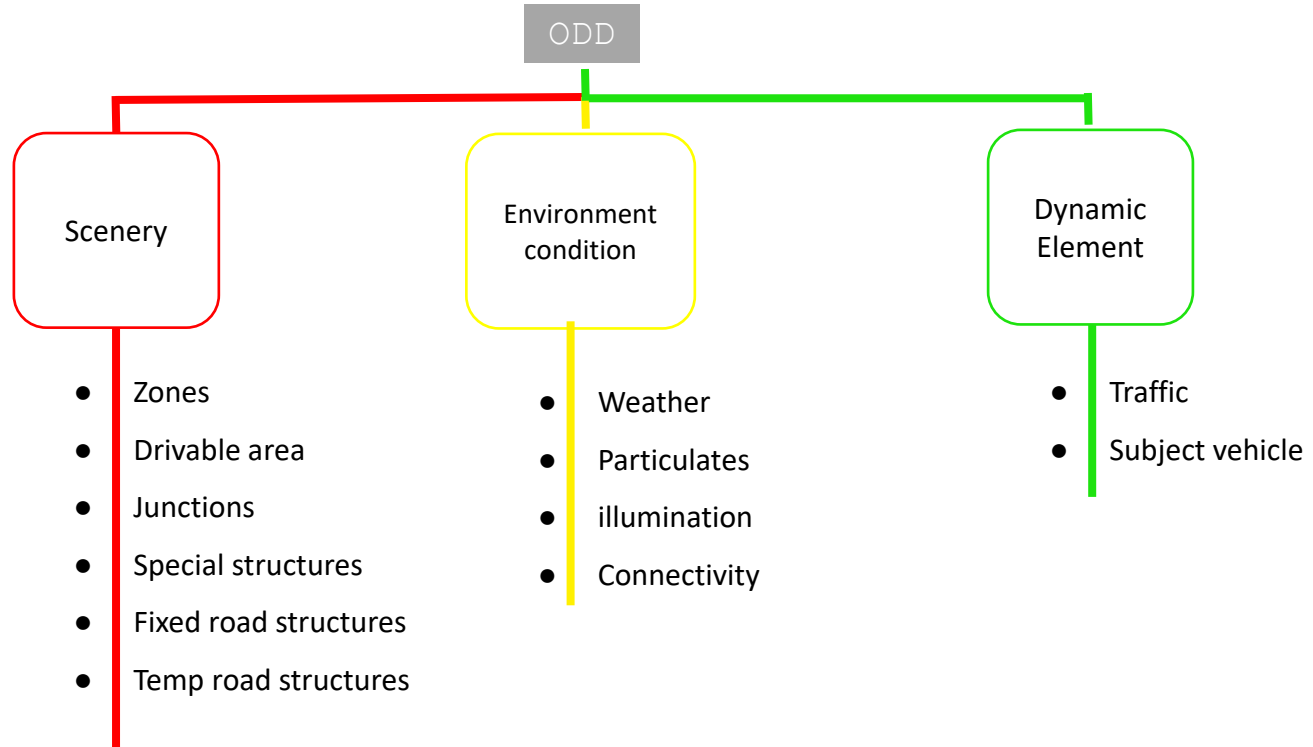 ODD
Scenery
Zones
Drivable area
Junctions
Special structures
Fixed road structures
Temp road structures
Environment
condition
Weather
Particulates
illumination
Connectivity
Dynamic
Element
Traffic
Subject vehicle